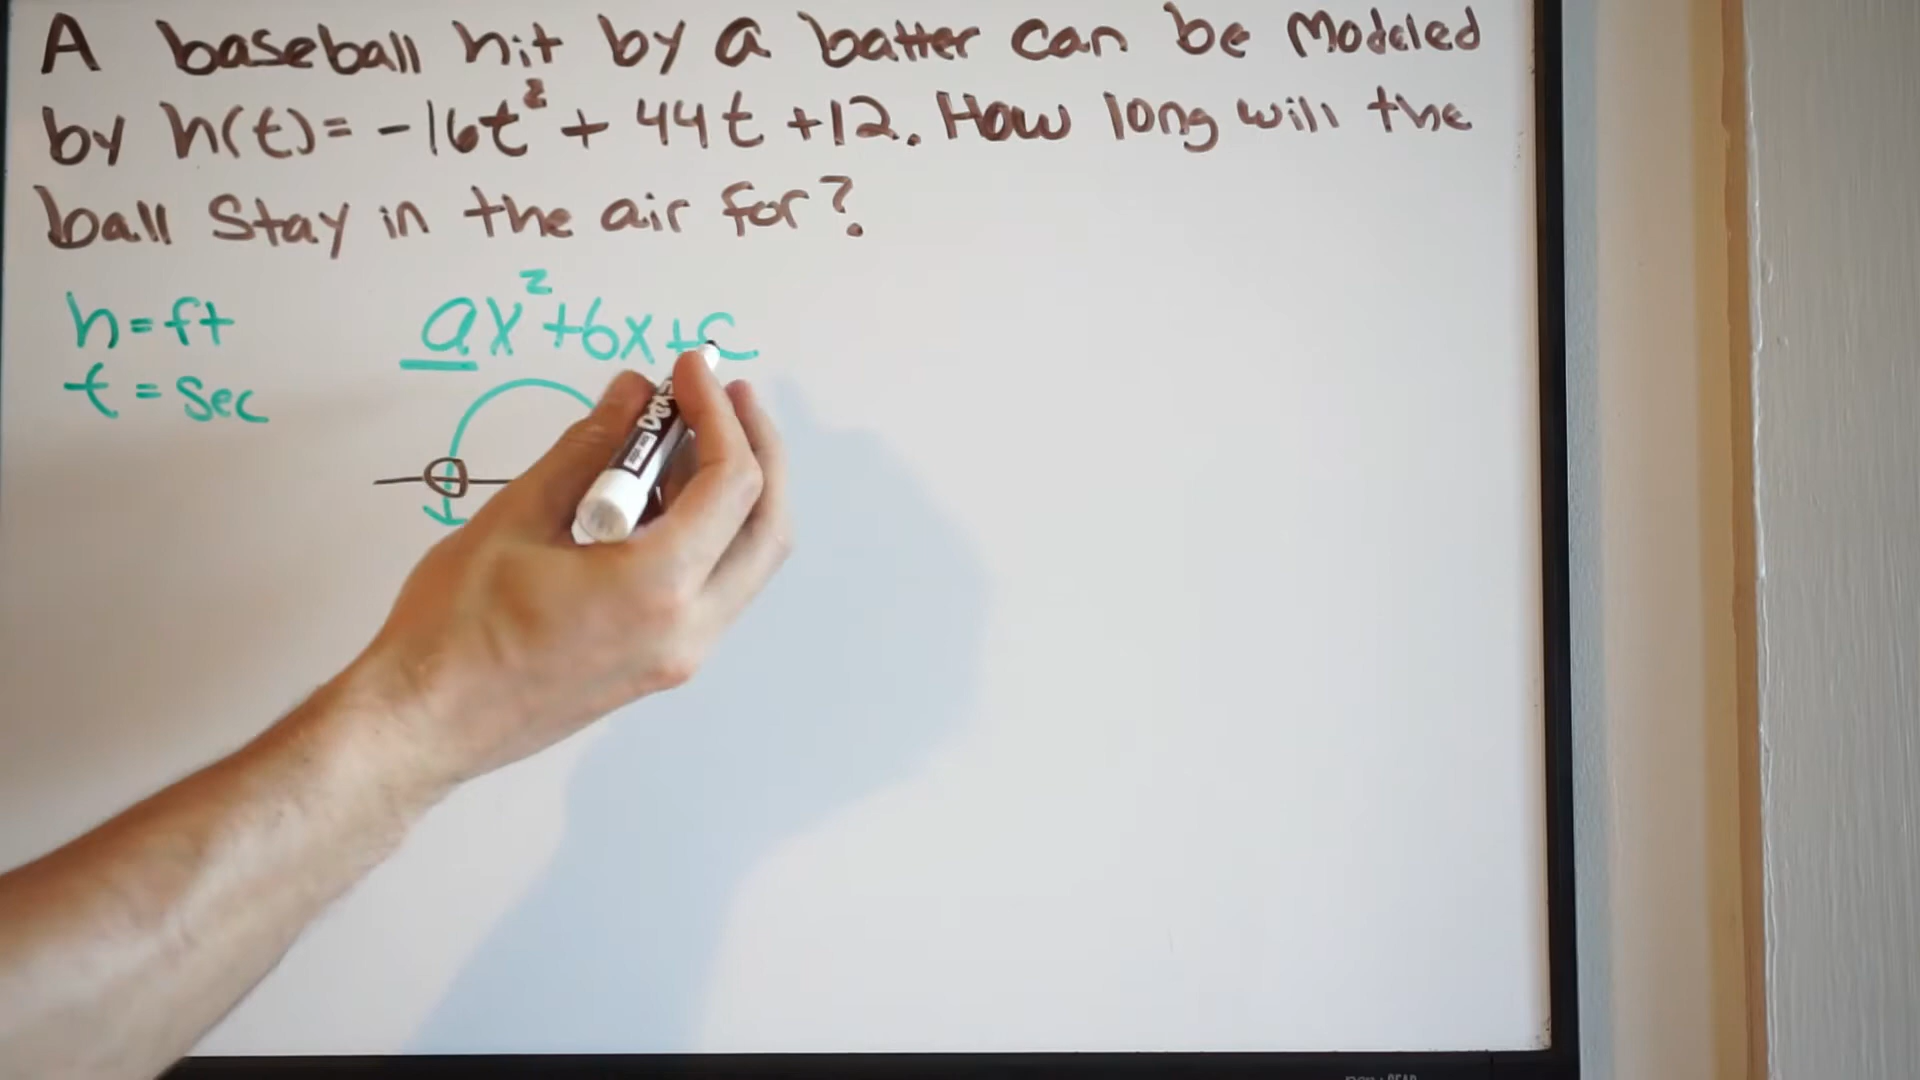 A baseball hit by a batter can be Modeled
by h(t)= -16t² + 44t +12. How long will the
ball Stay in the air for?
h=ft
t = sec
ax²+bx+c